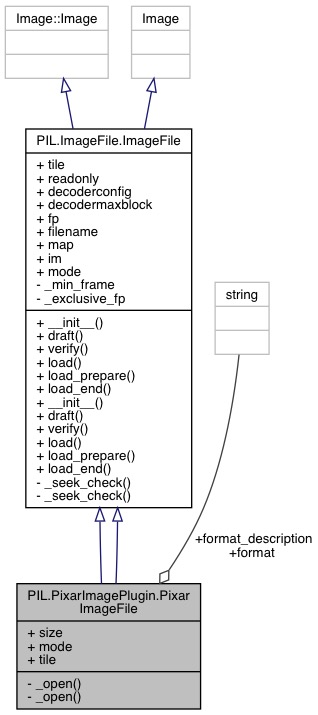 Image::Image
Image
PIL.ImageFile.ImageFile
+ tile
+ readonly
+ decoderconfig
+ decodermaxblock
+ fp
+ filename
+ map
+ im
+ mode
- _min_frame
- _exclusive_fp
+ __init__()
+ draft()
+ verify()
+ load()
+ load_prepare()
+ load_end()
+ __init__()
+ draft()
+ verify()
+ load()
+ load_prepare()
+ load_end()
- _seek_check()
- _seek_check()
string
+format_description
+format
PIL.PixarImagePlugin.Pixar
ImageFile
+ size
+ mode
+ tile
- _open()
- _open()